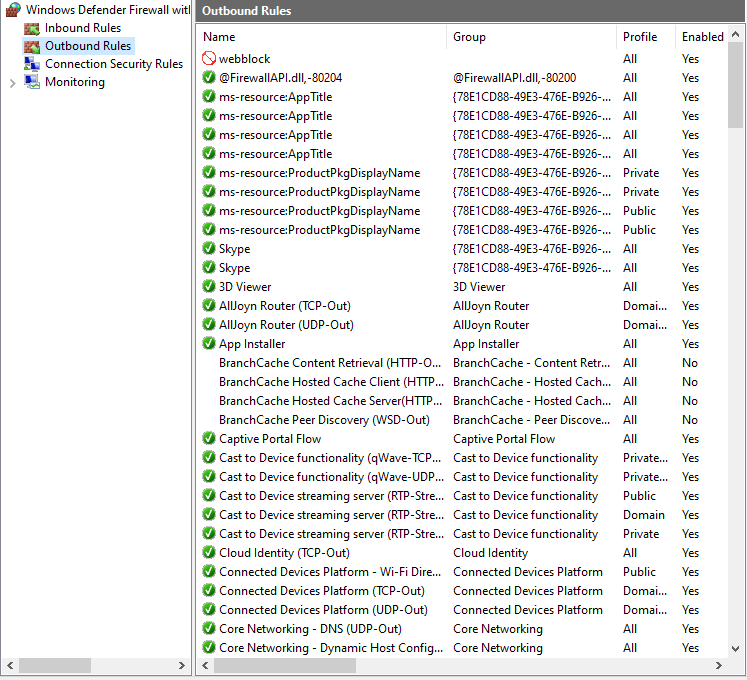 Windows Defender Firewall with
Inbound Rules
Outbound Rules
Connection Security Rules
Monitoring
Outbound Rules
Name Group Profile Enabled
webblock All Yes
@FirewallAPI.dll,-80204 @FirewallAPI.dll,-80200 All Yes
ms-resource:AppTitle {78E1CD88-49E3-476E-B926-... All Yes
ms-resource:AppTitle {78E1CD88-49E3-476E-B926-... All Yes
ms-resource:AppTitle {78E1CD88-49E3-476E-B926-... All Yes
ms-resource:AppTitle {78E1CD88-49E3-476E-B926-... All Yes
ms-resource:ProductPkgDisplayName {78E1CD88-49E3-476E-B926-... Private Yes
ms-resource:ProductPkgDisplayName {78E1CD88-49E3-476E-B926-... Private Yes
ms-resource:ProductPkgDisplayName {78E1CD88-49E3-476E-B926-... Public Yes
ms-resource:ProductPkgDisplayName {78E1CD88-49E3-476E-B926-... Public Yes
Skype {78E1CD88-49E3-476E-B926-... All Yes
Skype {78E1CD88-49E3-476E-B926-... All Yes
3D Viewer 3D Viewer All Yes
AllJoyn Router (TCP-Out) AllJoyn Router Domai... Yes
AllJoyn Router (UDP-Out) AllJoyn Router Domai... Yes
App Installer App Installer All Yes
BranchCache Content Retrieval (HTTP-O... BranchCache - Content Retr... All No
BranchCache Hosted Cache Client (HTTP... BranchCache - Hosted Cach... All No
BranchCache Hosted Cache Server(HTTP... BranchCache - Hosted Cach... All No
BranchCache Peer Discovery (WSD-Out) BranchCache - Peer Discove... All No
Captive Portal Flow Captive Portal Flow All Yes
Cast to Device functionality (qWave-TCP... Cast to Device functionality Private... Yes
Cast to Device functionality (qWave-UDP... Cast to Device functionality Private... Yes
Cast to Device streaming server (RTP-Stre... Cast to Device functionality Public Yes
Cast to Device streaming server (RTP-Stre... Cast to Device functionality Domain Yes
Cast to Device streaming server (RTP-Stre... Cast to Device functionality Private Yes
Cloud Identity (TCP-Out) Cloud Identity All Yes
Connected Devices Platform - Wi-Fi Dire... Connected Devices Platform Public Yes
Connected Devices Platform (TCP-Out) Connected Devices Platform Domai... Yes
Connected Devices Platform (UDP-Out) Connected Devices Platform Domai... Yes
Core Networking - DNS (UDP-Out) Core Networking All Yes
Core Networking - Dynamic Host Config... Core Networking All Yes